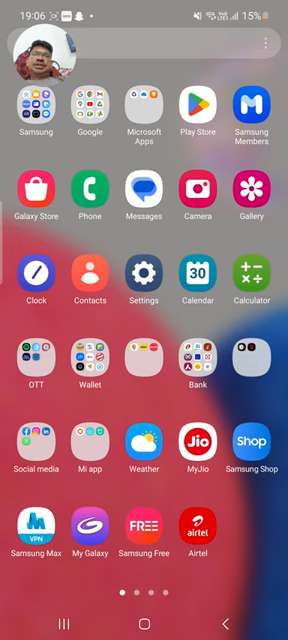 19:06
15%
Samsung
Google
Microsoft Apps
Play Store
Samsung Members
Galaxy Store
Phone
Messages
Camera
Gallery
Clock
Contacts
Settings
30
Calendar
Calculator
OTT
Wallet
Bank
Social media
Mi app
Weather
Jio
MyJio
Shop
Samsung Shop
VPN
Samsung Max
My Galaxy
FREE
Samsung Free
airtel
Airtel